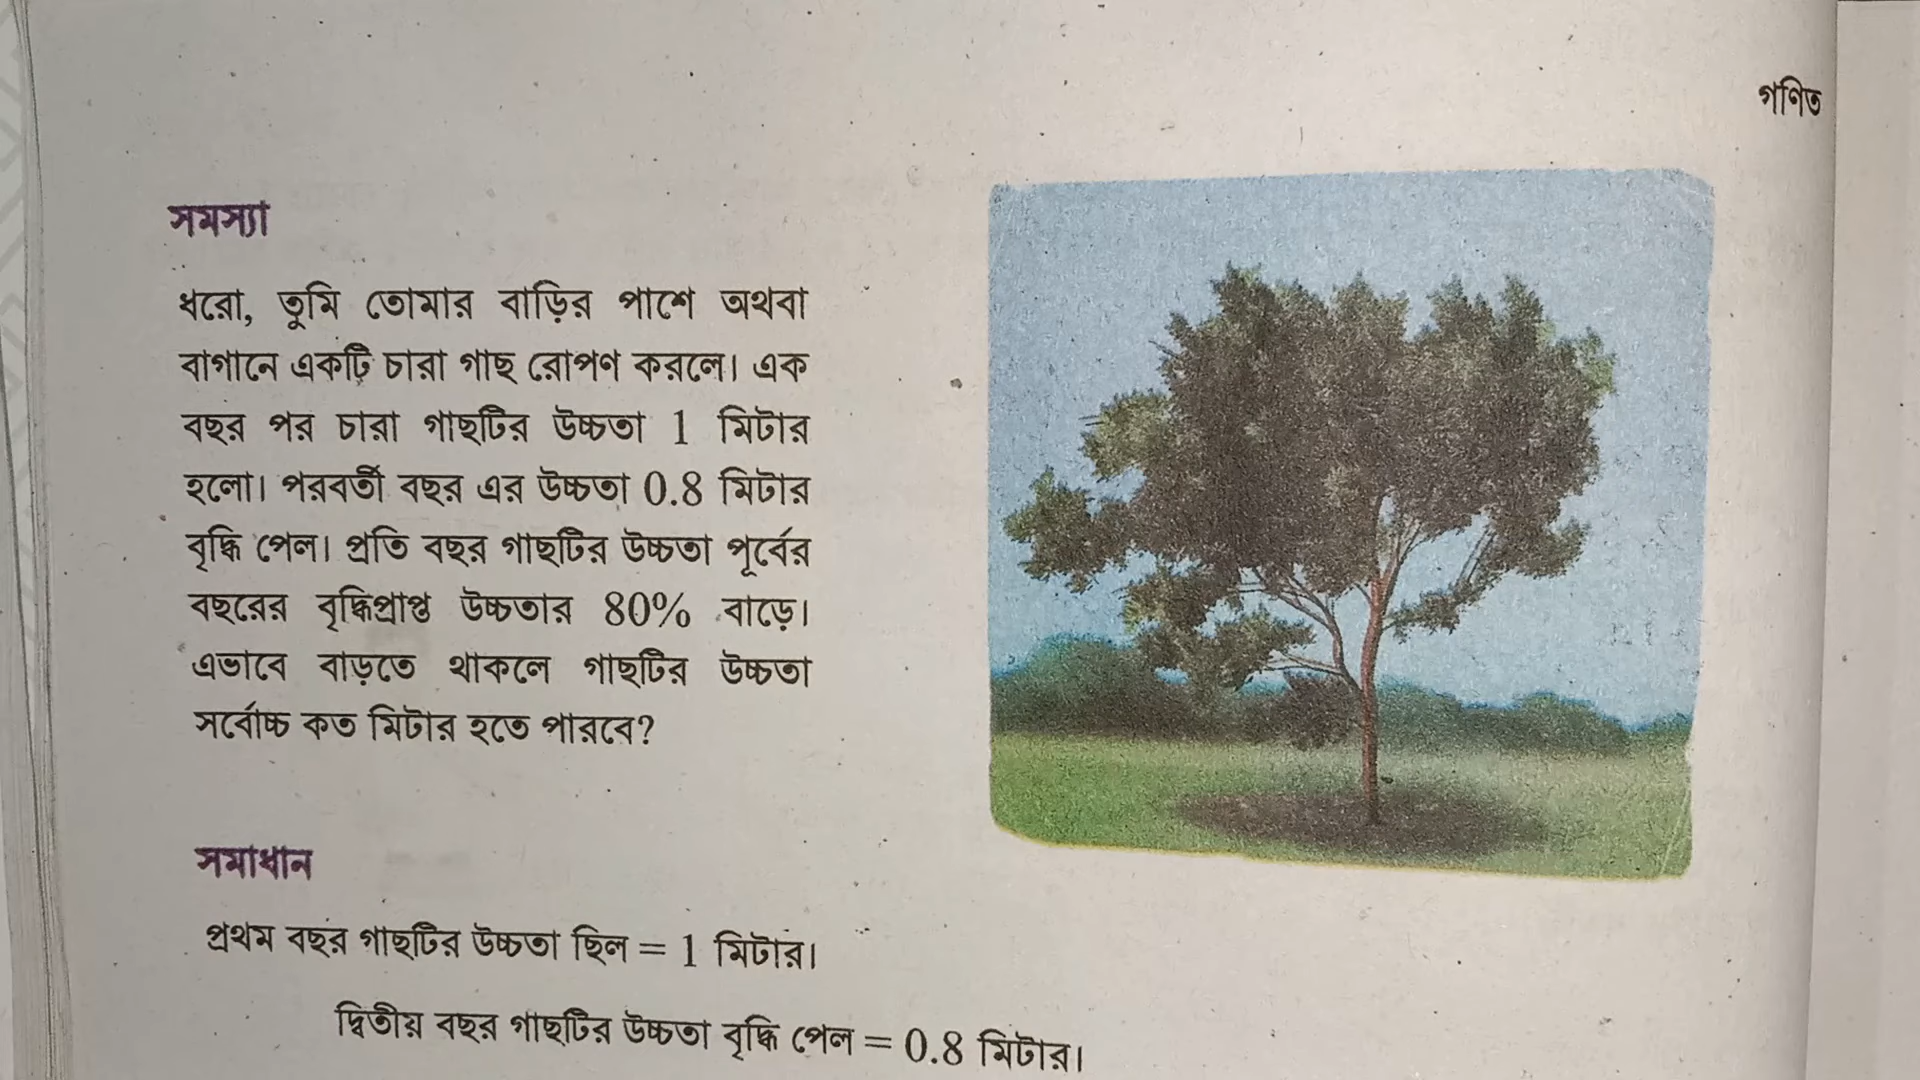 গণিত
সমস্যা
ধরো, তুমি তোমার বাড়ির পাশে অথবা
বাগানে একটি চারা গাছ রোপণ করলে। এক
বছর পর চারা গাছটির উচ্চতা 1 মিটার
হলো। পরবর্তী বছর এর উচ্চতা 0.8 মিটার
বৃদ্ধি পেল। প্রতি বছর গাছটির উচ্চতা পূর্বের
বছরের বৃদ্ধিপ্রাপ্ত উচ্চতার 80% বাড়ে।
এভাবে বাড়তে থাকলে গাছটির উচ্চতা
সর্বোচ্চ কত মিটার হতে পারবে?
সমাধান
প্রথম বছর গাছটির উচ্চতা ছিল = 1 মিটার।
দ্বিতীয় বছর গাছটির উচ্চতা বৃদ্ধি পেল = 0.8 মিটার।